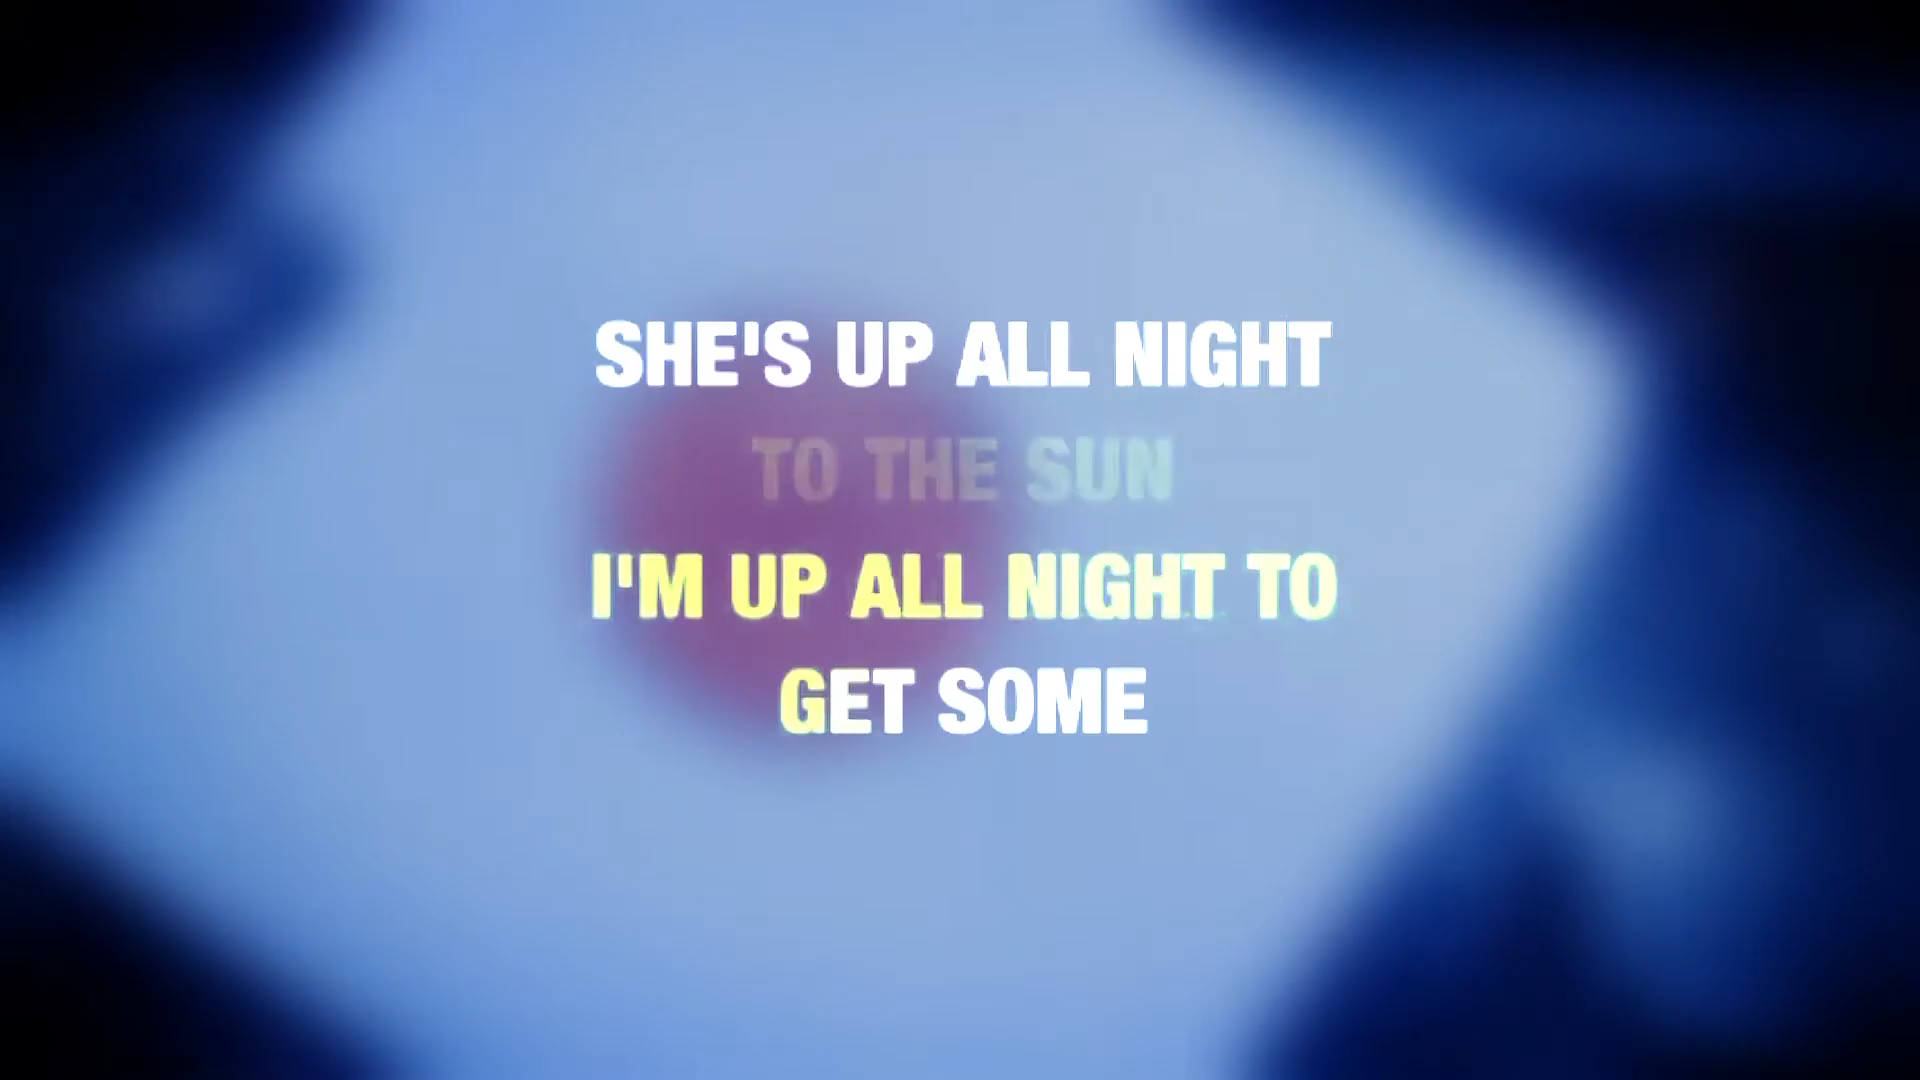 SHE'S UP ALL NIGHT
TO THE SUN
I'M UP ALL NIGHT TO
GET SOME